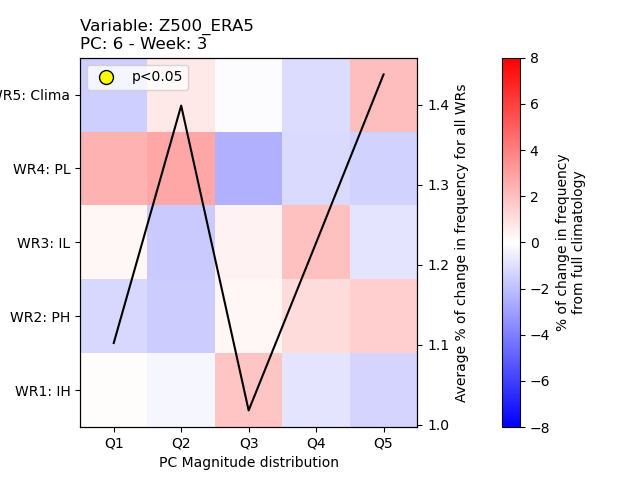 Variable: Z500_ERA5
PC: 6 - Week: 3
p<0.05
WR5: Clima
WR4: PL
WR3: IL
WR2: PH
WR1: IH
Q1 Q2 Q3 Q4 Q5
PC Magnitude distribution
1.4
1.3
1.2
1.1
1.0
Average % of change in frequency for all WRs
8
6
4
2
0
−2
−4
−6
−8
% of change in frequency
from full climatology